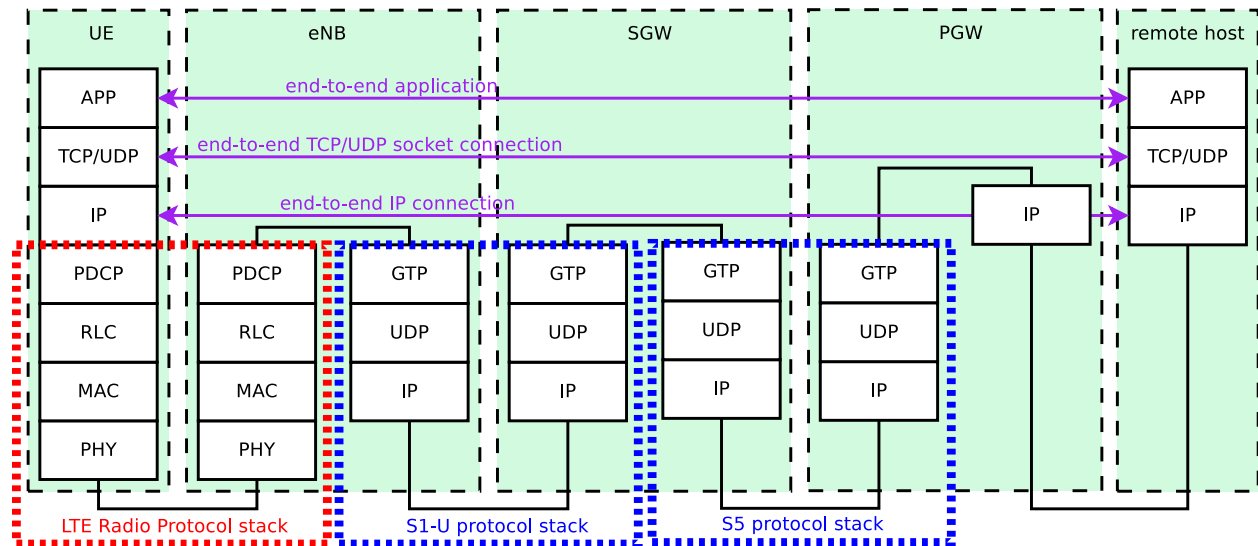 UE eNB SGW PGW remote host
end-to-end application
APP APP
end-to-end TCP/UDP socket connection
TCP/UDP TCP/UDP
end-to-end IP connection
IP IP IP
PDCP PDCP GTP GTP GTP GTP
RLC RLC UDP UDP UDP UDP
MAC MAC IP IP IP IP
PHY PHY
LTE Radio Protocol stack S1-U protocol stack S5 protocol stack